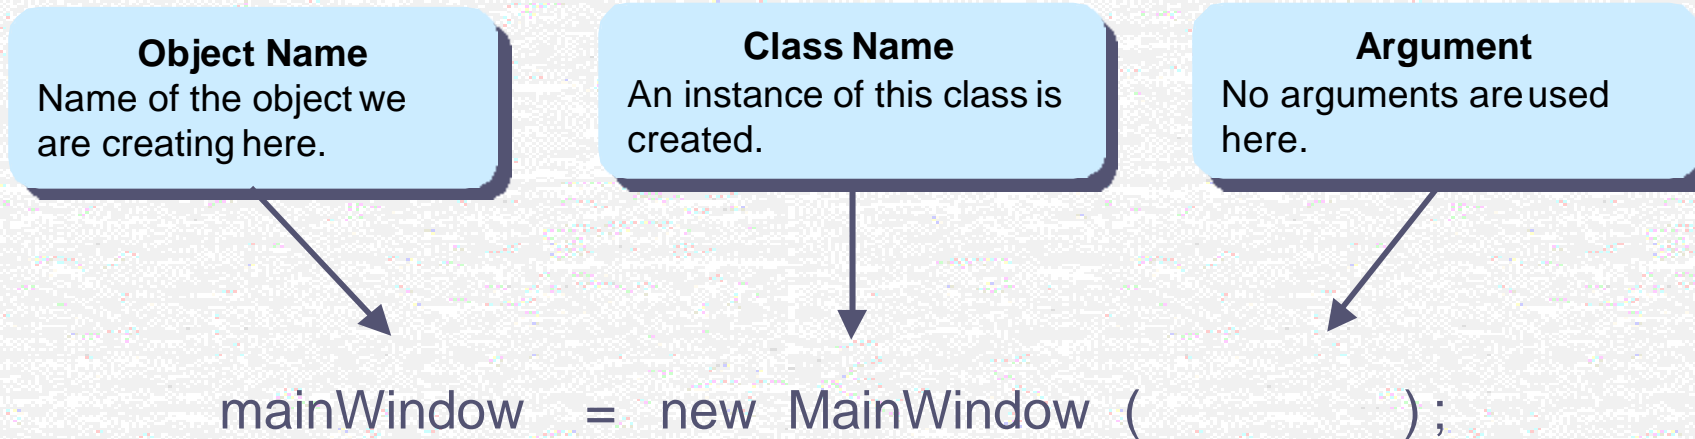 Object Name
Name of the object we
are creating here.
Class Name
An instance of this class is
created.
Argument
No arguments are used
here.
mainWindow = new MainWindow ( ) ;